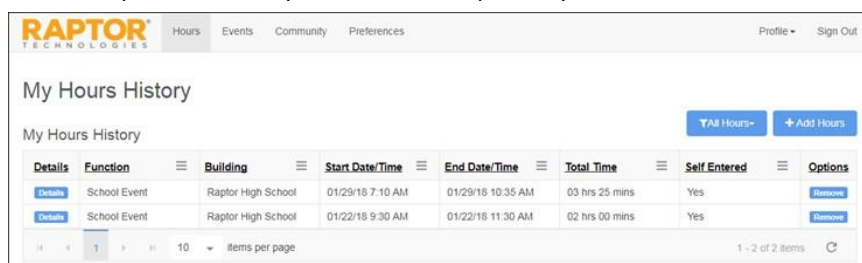 RAPTOR
TECHNOLOGIES
Hours Events Community Preferences Profile Sign Out
My Hours History
My Hours History
All Hours + Add Hours
Details Function Building Start Date/Time End Date/Time Total Time Self Entered Options
Details School Event Raptor High School 01/29/18 7:10 AM 01/29/18 10:35 AM 03 hrs 25 mins Yes Remove
Details School Event Raptor High School 01/22/18 9:30 AM 01/22/18 11:30 AM 02 hrs 00 mins Yes Remove
1 10 items per page 1 - 2 of 2 items